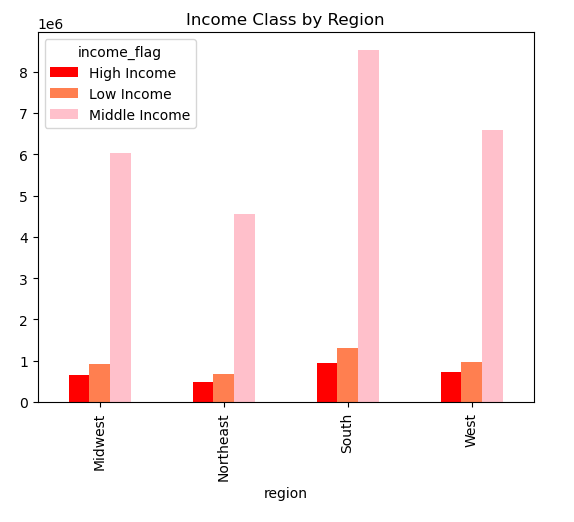 Income Class by Region
1e6
income_flag
High Income
Low Income
Middle Income
8
7
6
5
4
3
2
1
0
Midwest
Northeast
South
West
region